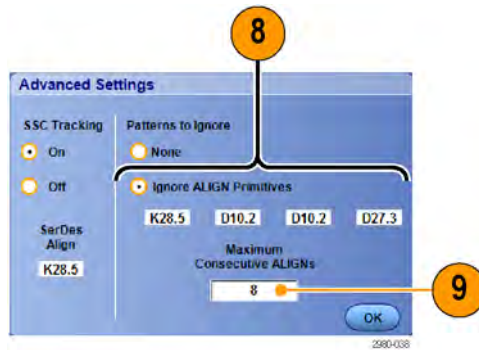 8
Advanced Settings
SSC Tracking
Patterns to Ignore
On
None
Off
Ignore ALIGN Primitives
K28.5 D10.2 D10.2 D27.3
SerDes
Align
K28.5
Maximum
Consecutive ALIGNs
8
9
OK
2980-038